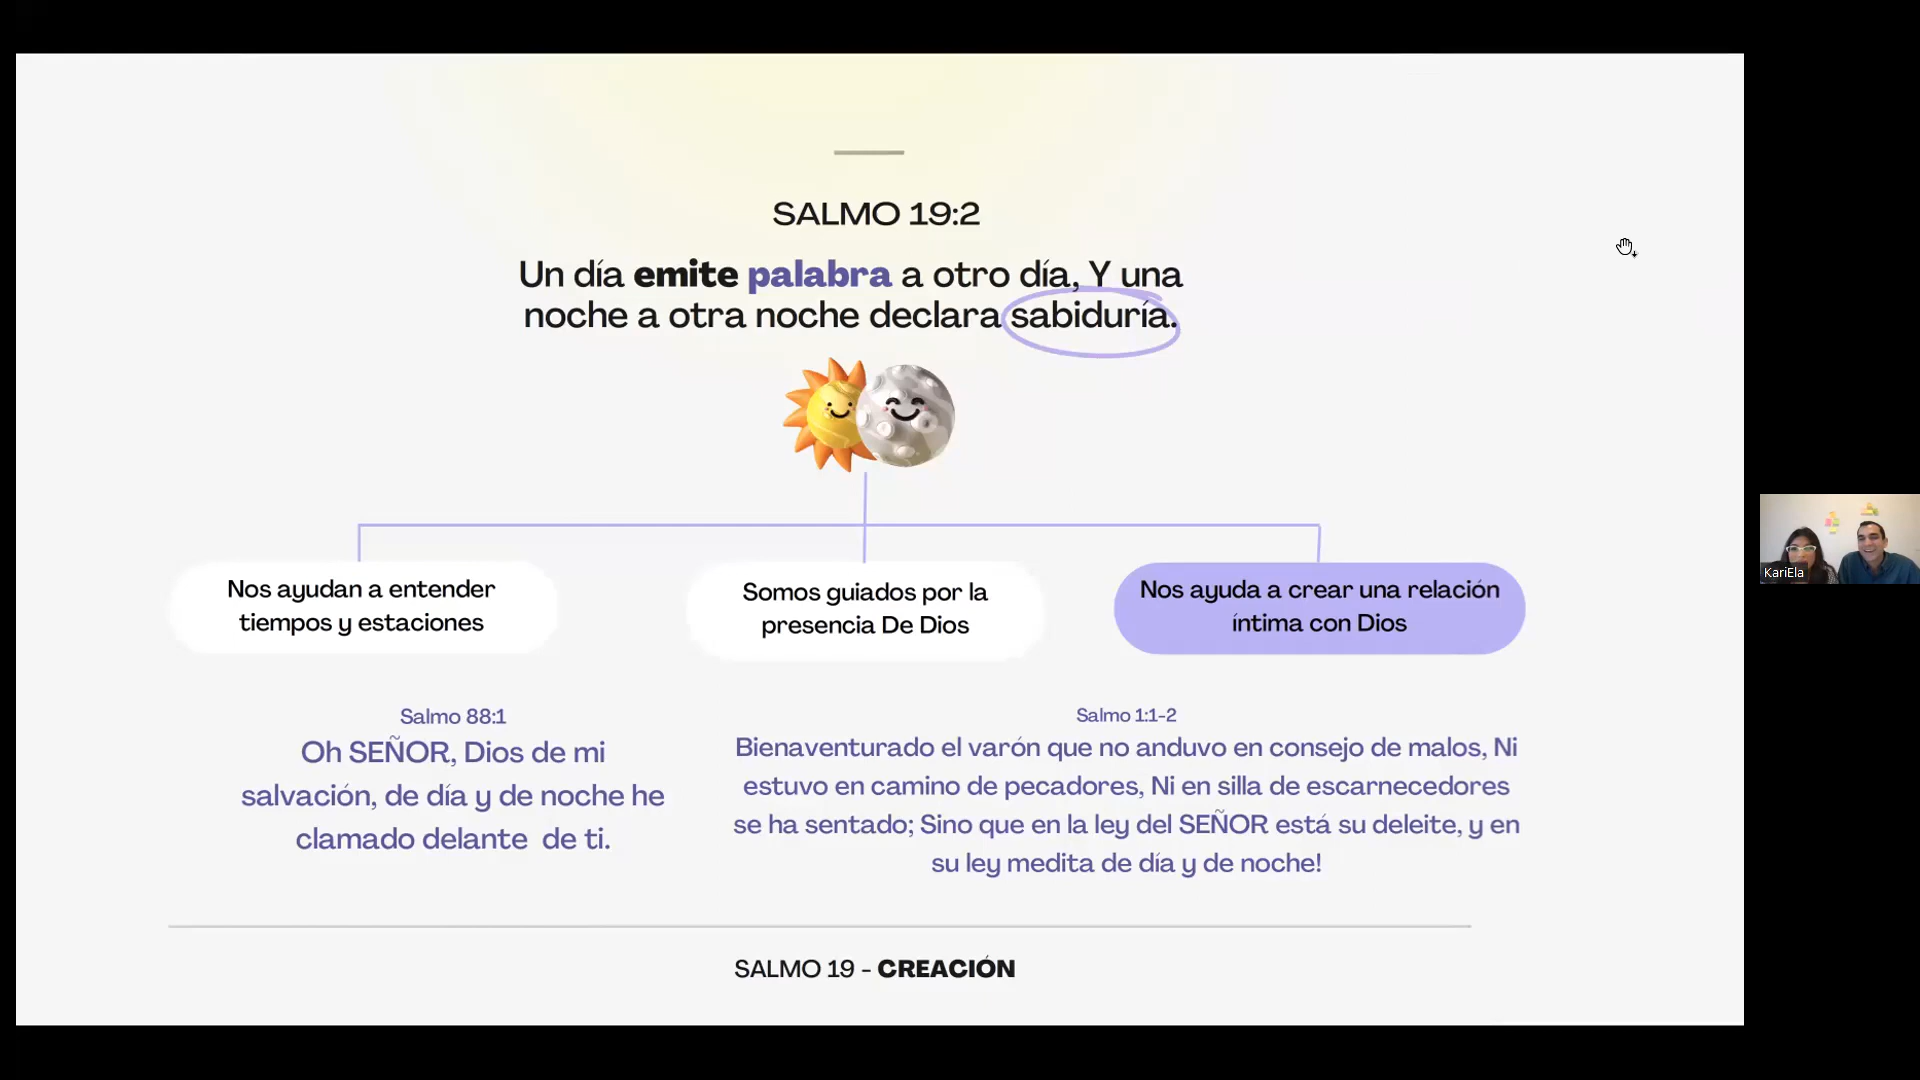 SALMO 19:2
Un día emite palabra a otro día, Y una
noche a otra noche declara sabiduría.
Nos ayudan a entender
tiempos y estaciones
Somos guiados por la
presencia De Dios
Nos ayuda a crear una relación
íntima con Dios
Salmo 88:1
Oh SEÑOR, Dios de mi
salvación, de día y de noche he
clamado delante  de ti.
Salmo 1:1-2
Bienaventurado el varón que no anduvo en consejo de malos, Ni
estuvo en camino de pecadores, Ni en silla de escarnecedores
se ha sentado; Sino que en la ley del SEÑOR está su deleite, y en
su ley medita de día y de noche!
SALMO 19 - CREACIÓN
KariEla